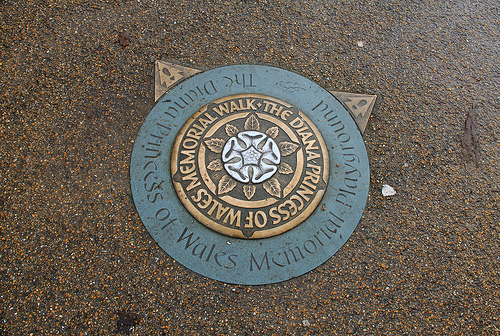 The Diana Princess of Wales Memorial Playground
THE DIANA PRINCESS OF WALES MEMORIAL WALK